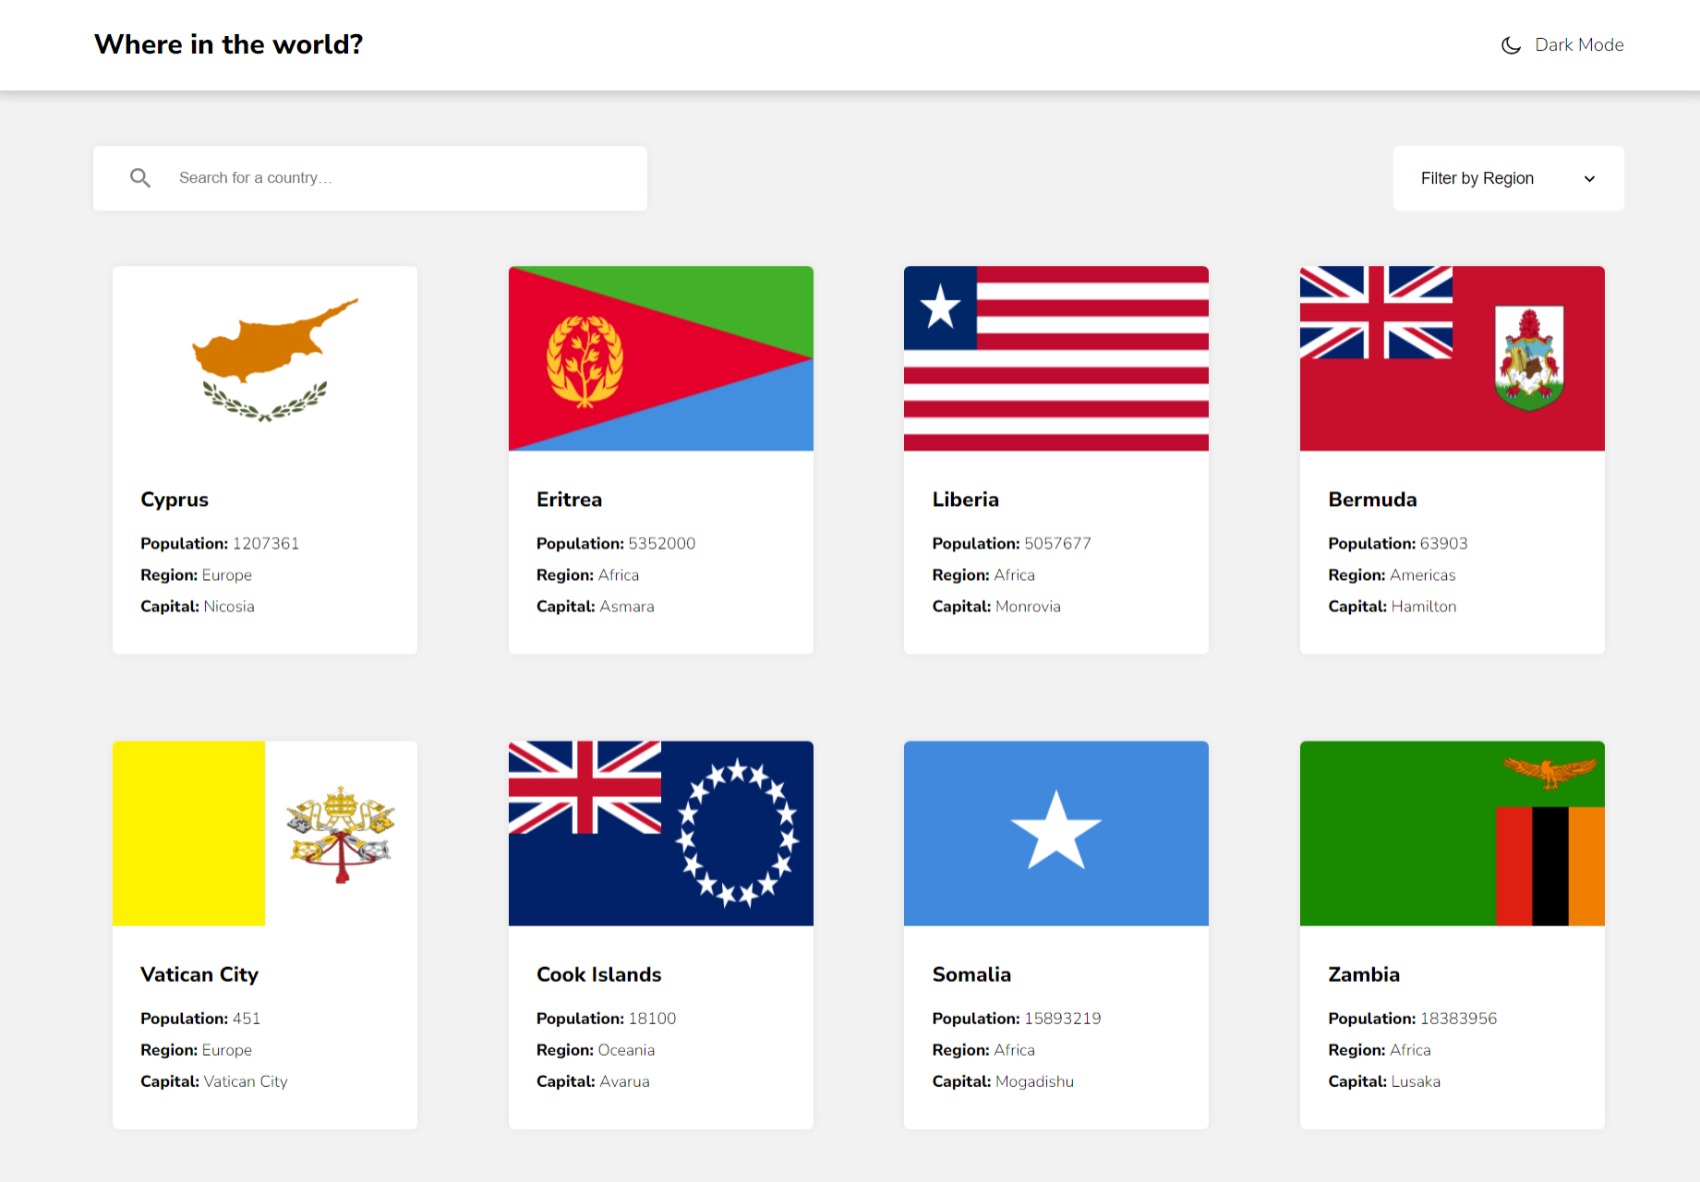 Where in the world?
Dark Mode
Search for a country...
Filter by Region
Cyprus
Population: 1207361
Region: Europe
Capital: Nicosia
Eritrea
Population: 5352000
Region: Africa
Capital: Asmara
Liberia
Population: 5057677
Region: Africa
Capital: Monrovia
Bermuda
Population: 63903
Region: Americas
Capital: Hamilton
Vatican City
Population: 451
Region: Europe
Capital: Vatican City
Cook Islands
Population: 18100
Region: Oceania
Capital: Avarua
Somalia
Population: 15893219
Region: Africa
Capital: Mogadishu
Zambia
Population: 18383956
Region: Africa
Capital: Lusaka